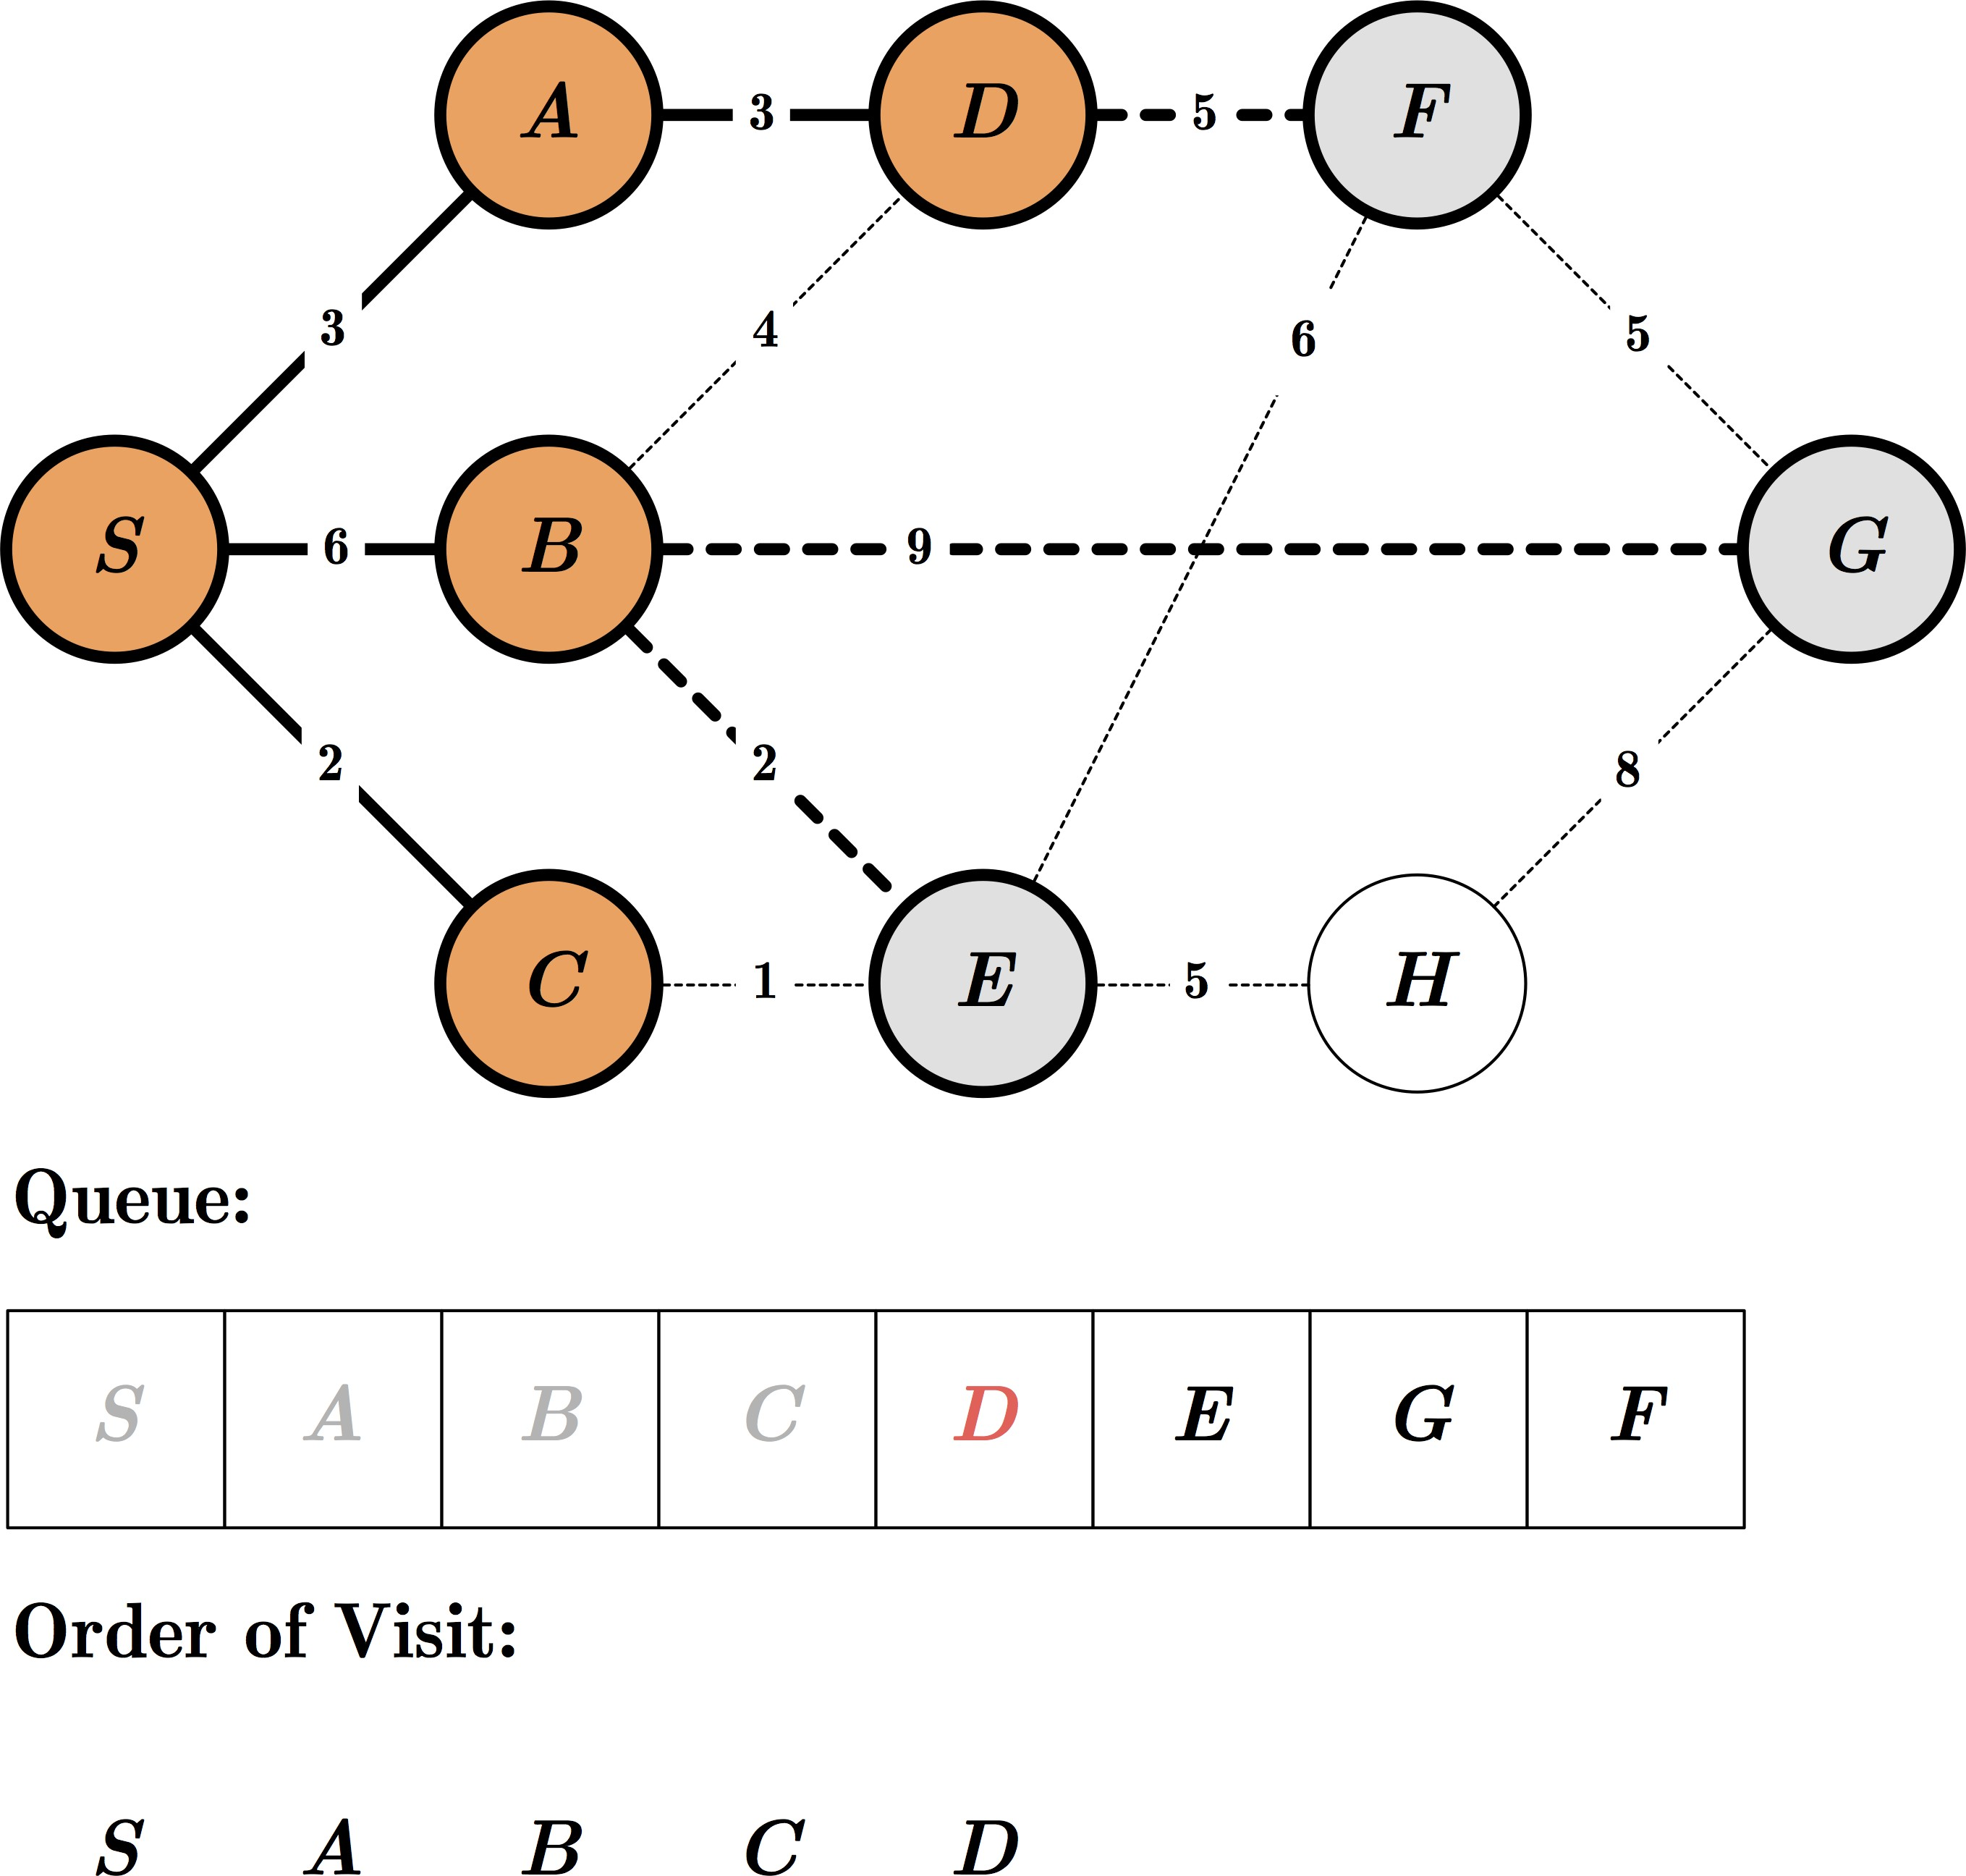 A 3 D 5 F
3 4 6 5
S 6 B 9 G
2 2 8
C 1 E 5 H
Queue:
S A B C D E G F
Order of Visit:
S A B C D